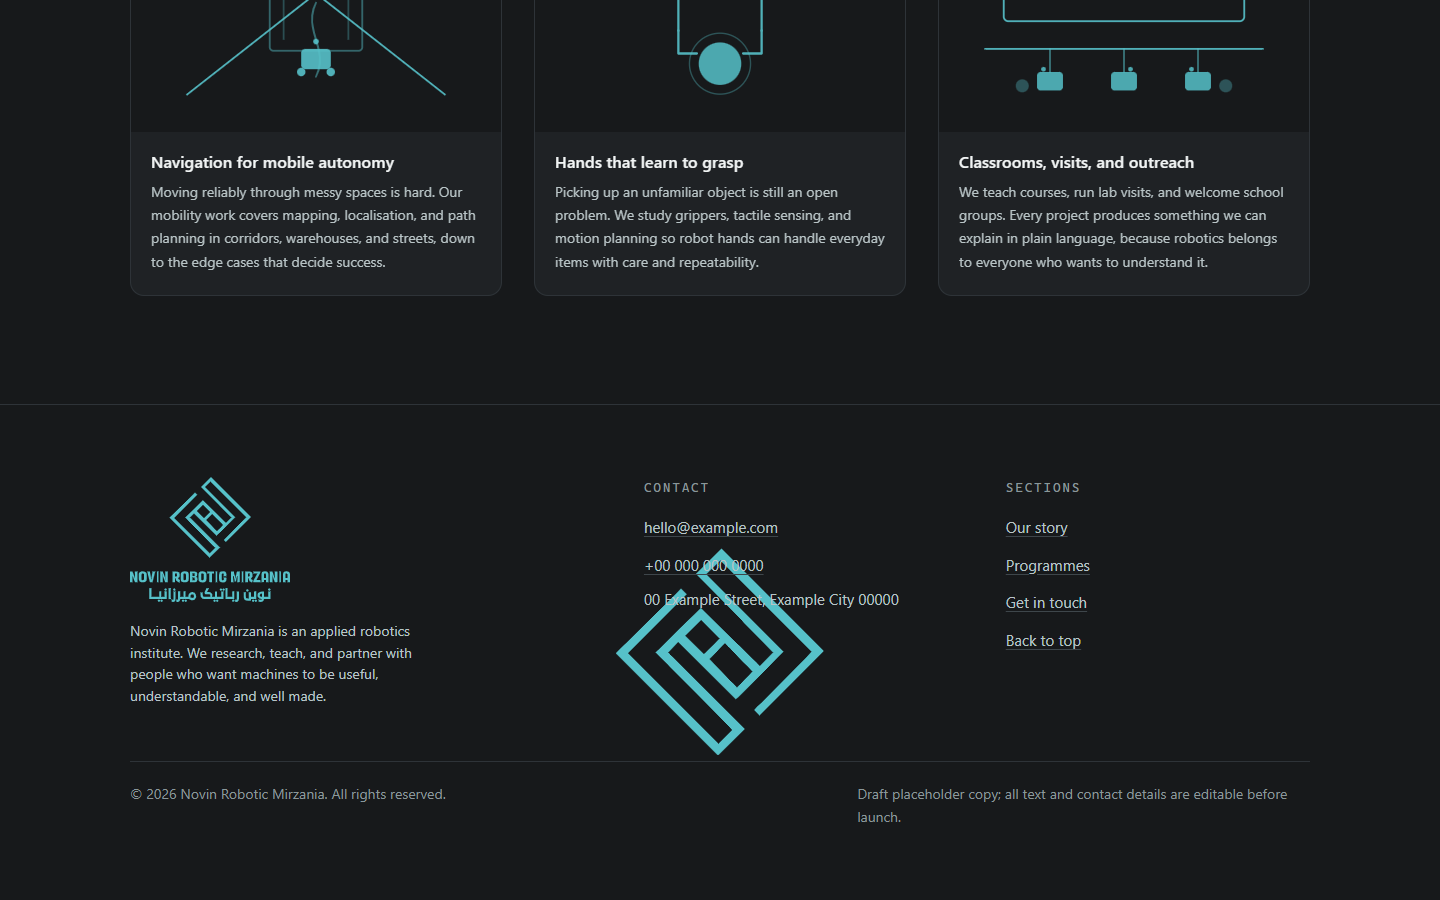 Navigation for mobile autonomy
Moving reliably through messy spaces is hard. Our
mobility work covers mapping, localisation, and path
planning in corridors, warehouses, and streets, down
to the edge cases that decide success.
Hands that learn to grasp
Picking up an unfamiliar object is still an open
problem. We study grippers, tactile sensing, and
motion planning so robot hands can handle everyday
items with care and repeatability.
Classrooms, visits, and outreach
We teach courses, run lab visits, and welcome school
groups. Every project produces something we can
explain in plain language, because robotics belongs
to everyone who wants to understand it.
NOVIN ROBOTIC MIRZANIA
نوین رباتیک میرزانیا
Novin Robotic Mirzania is an applied robotics
institute. We research, teach, and partner with
people who want machines to be useful,
understandable, and well made.
CONTACT
hello@example.com
+00 000 000 0000
00 Example Street, Example City 00000
SECTIONS
Our story
Programmes
Get in touch
Back to top
© 2026 Novin Robotic Mirzania. All rights reserved.
Draft placeholder copy; all text and contact details are editable before
launch.